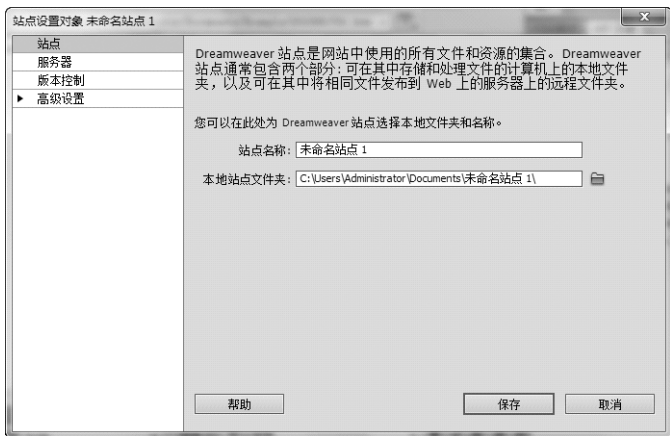 站点设置对象 未命名站点 1
站点
服务器
版本控制
高级设置
Dreamweaver 站点是网站中使用的所有文件和资源的集合。Dreamweaver
站点通常包含两个部分：可在其中存储和处理文件的计算机上的本地文件
夹，以及可在其中将相同文件发布到 Web 上的服务器上的远程文件夹。
您可以在此处为 Dreamweaver 站点选择本地文件夹和名称。
站点名称： 未命名站点 1
本地站点文件夹： C:\Users\Administrator\Documents\未命名站点 1\
帮助 保存 取消